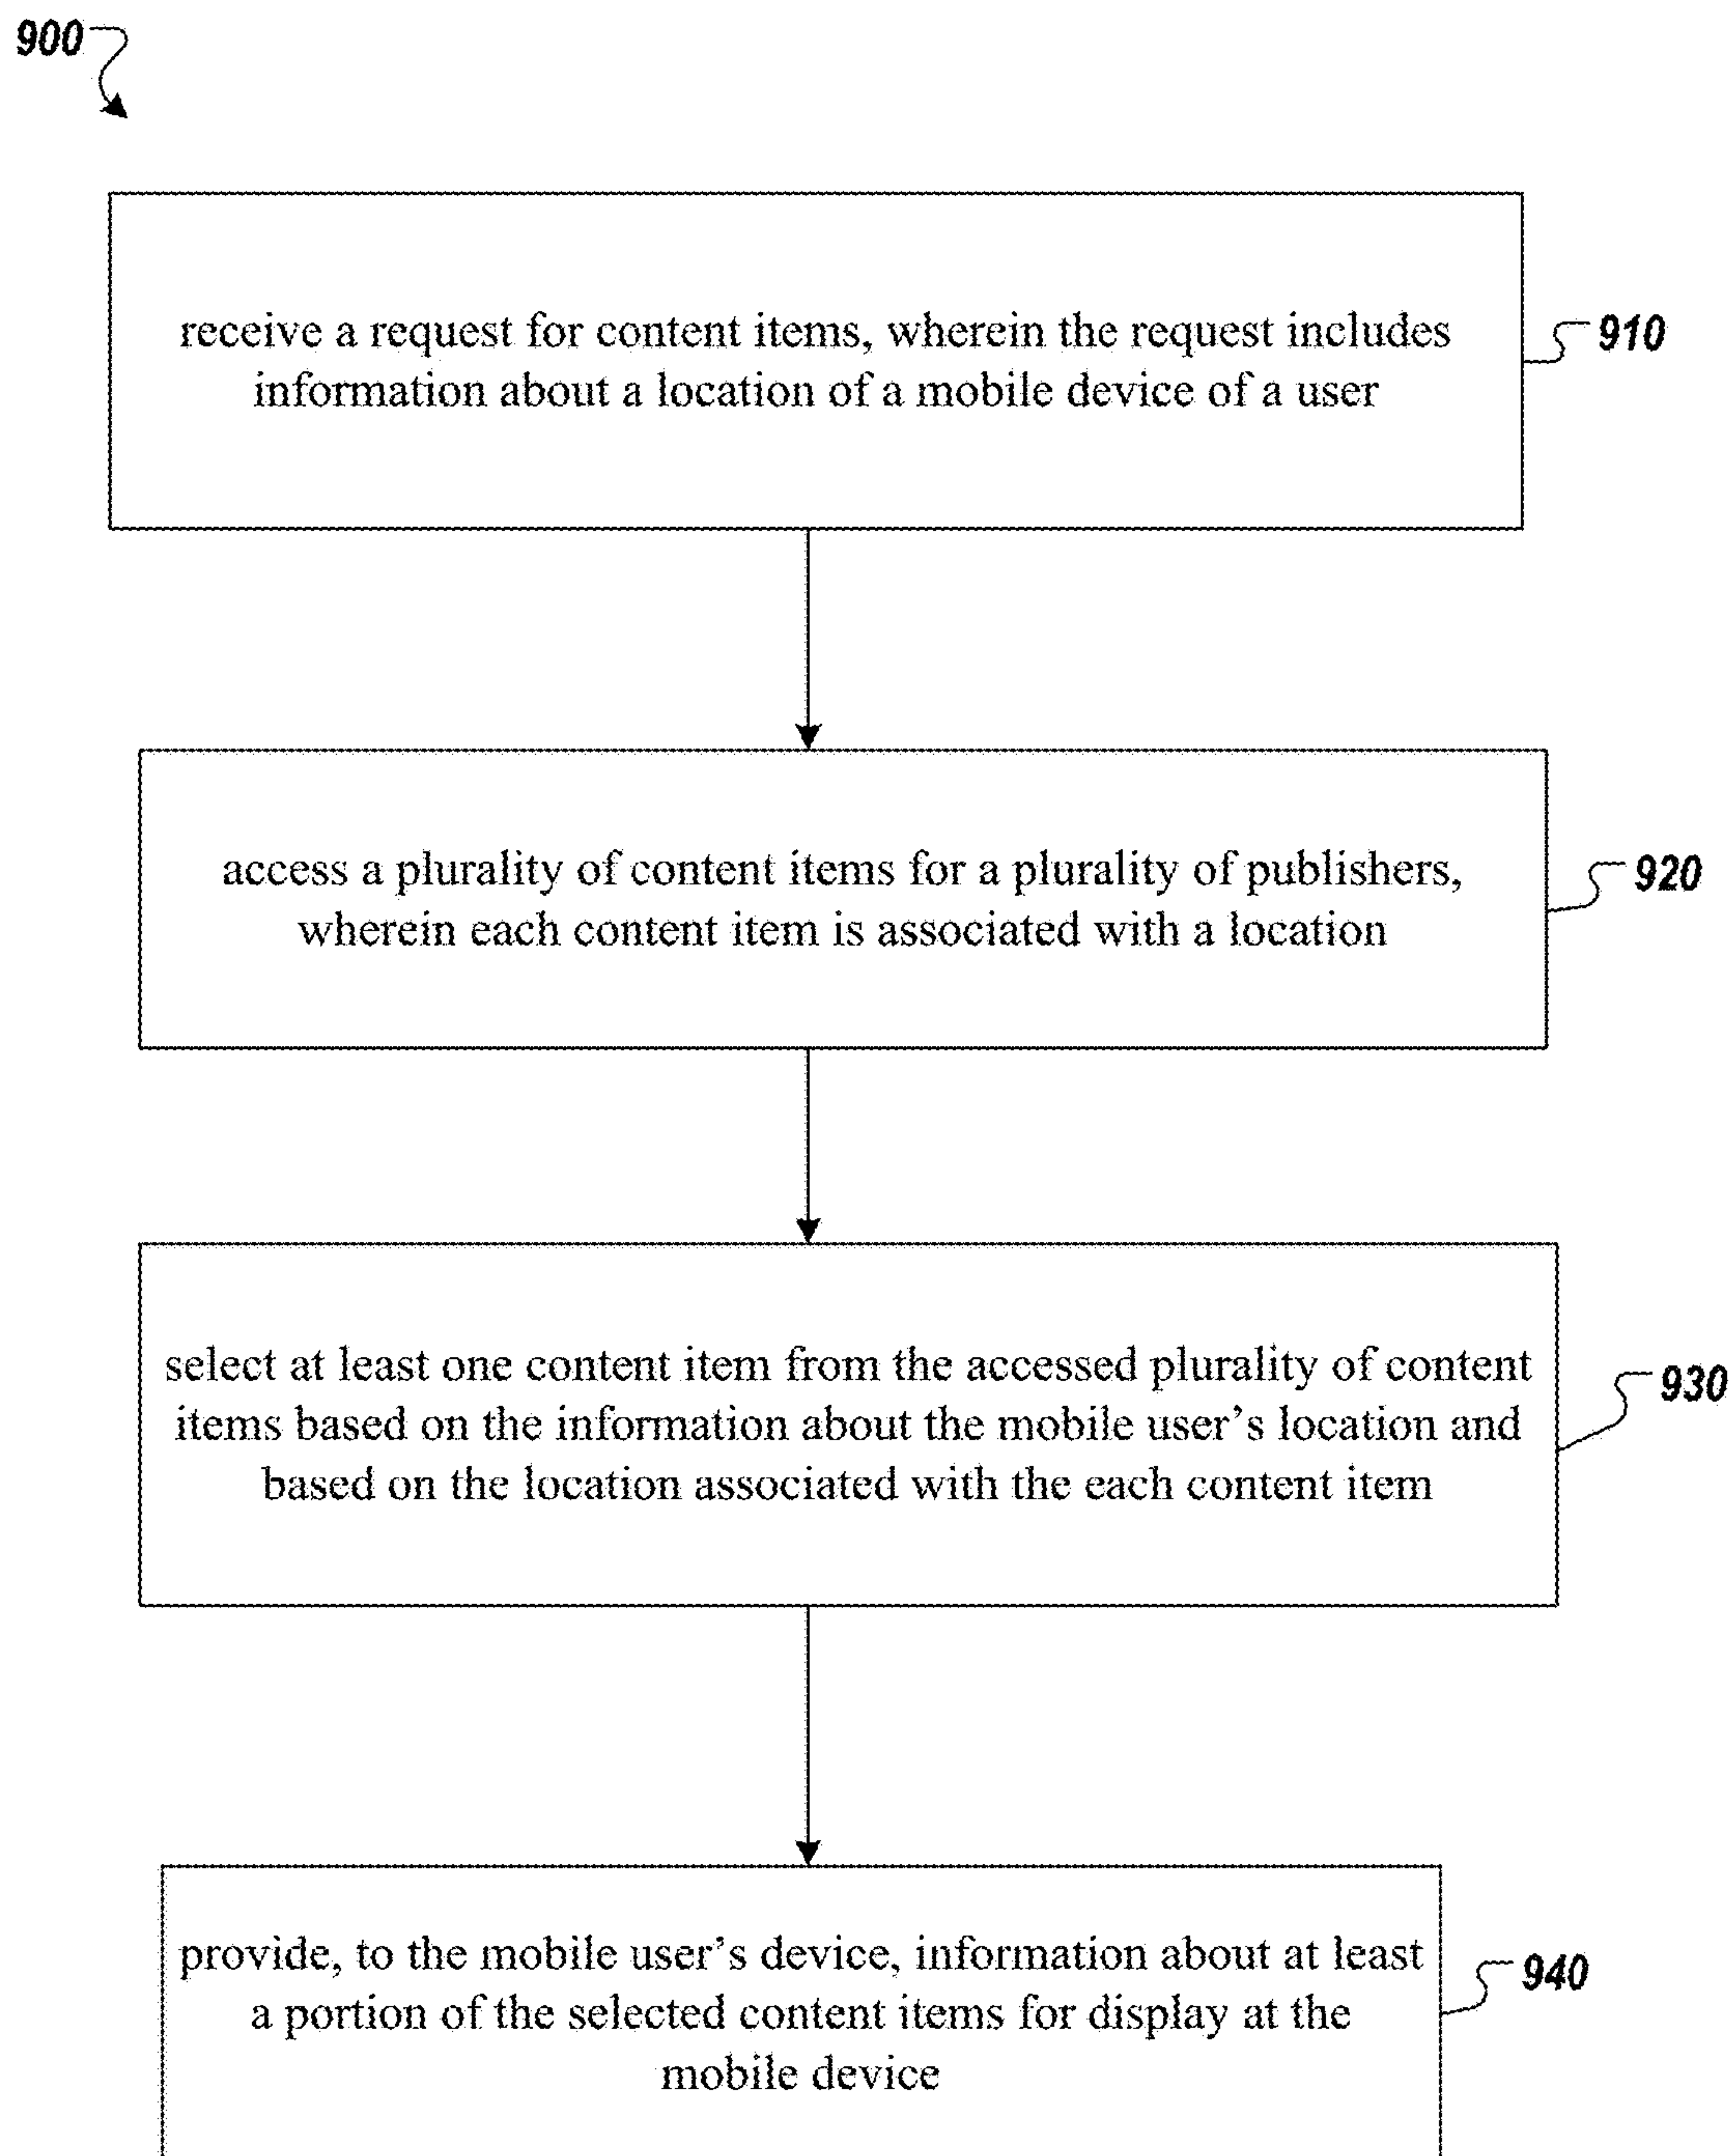 900
receive a request for content items, wherein the request includes
information about a location of a mobile device of a user
910
access a plurality of content items for a plurality of publishers,
wherein each content item is associated with a location
920
select at least one content item from the accessed plurality of content
items based on the information about the mobile user's location and
based on the location associated with the each content item
930
provide, to the mobile user's device, information about at least
a portion of the selected content items for display at the
mobile device
940